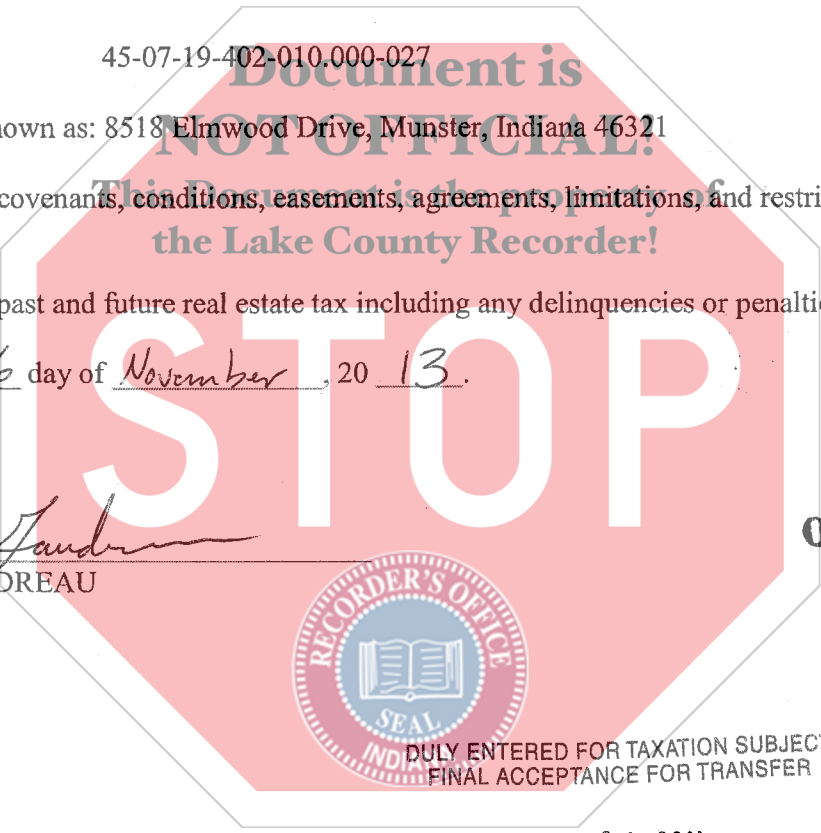 45-07-19-402-010.000-027
Document is
own as: 8518 Elmwood Drive, Munster, Indiana 46321
NOT OFFICIAL!
covenants, conditions, easements, agreements, limitations, and restri
This Document is the property of
the Lake County Recorder!
past and future real estate tax including any delinquencies or penalti
6 day of November, 20 13.
STOP
DREAU
RECORDER'S OFFICE
SEAL
INDIANA
DULY ENTERED FOR TAXATION SUBJECT
FINAL ACCEPTANCE FOR TRANSFER